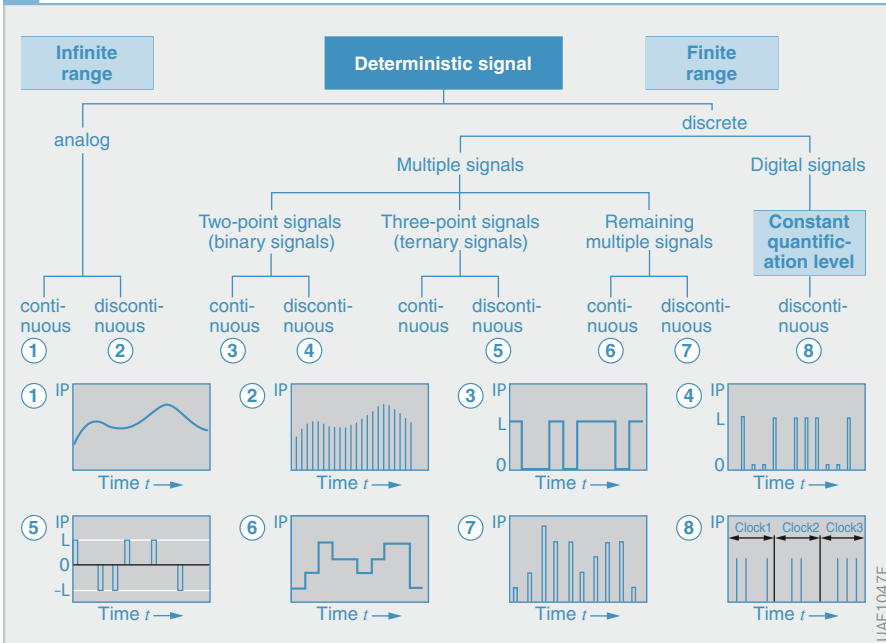 Infinite
range
Deterministic signal
Finite
range
analog
discrete
Multiple signals
Digital signals
Two-point signals
(binary signals)
Three-point signals
(ternary signals)
Remaining
multiple signals
Constant
quantific-
ation level
conti-
nuous
1
disconti-
nuous
2
conti-
nuous
3
disconti-
nuous
4
conti-
nuous
disconti-
nuous
5
conti-
nuous
6
disconti-
nuous
7
disconti-
nuous
8
1 IP
Time t
2 IP
Time t
3 IP
L
0
Time t
4 IP
L
0
Time t
5 IP
L
0
–L
Time t
6 IP
Time t
7 IP
Time t
8 IP
Clock1 Clock2 Clock3
Time t
UAE1047E